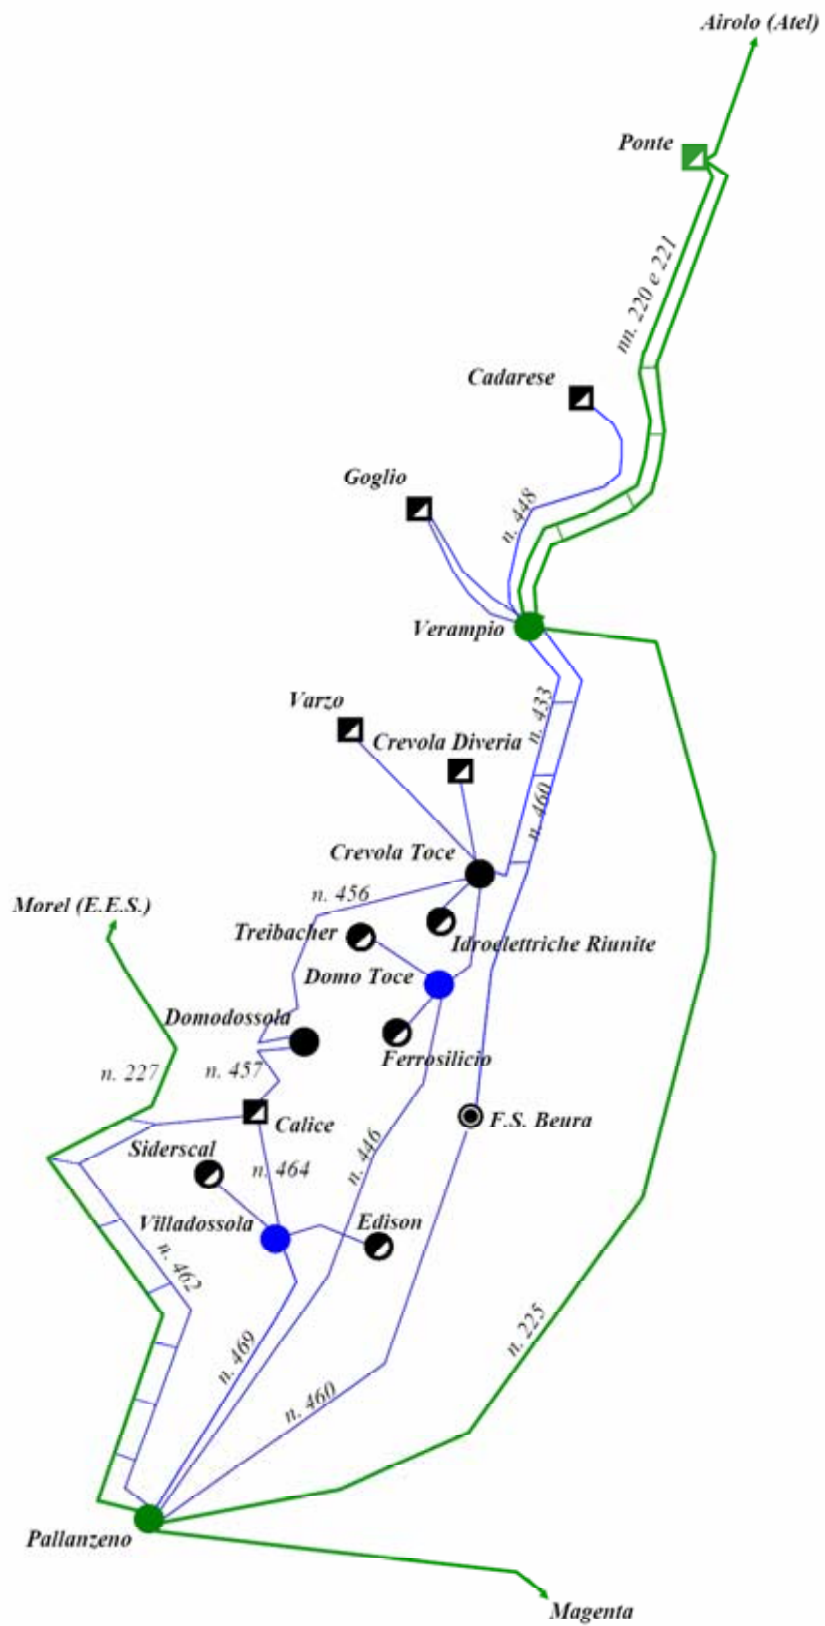 Airolo (Atel)
Ponte
nn. 220 e 221
Cadarese
Goglio
n. 448
Verampio
Varzo
n. 433
Crevola Diveria
n. 460
Crevola Toce
n. 456
Morel (E.E.S.)
Treibacher
Idroelettriche Riunite
Domo Toce
Domodossola
Ferrosilicio
n. 227
n. 457
Calice
F.S. Beura
Siderscal
n. 464
n. 446
Villadossola
Edison
n. 462
n. 469
n. 225
n. 460
Pallanzeno
Magenta